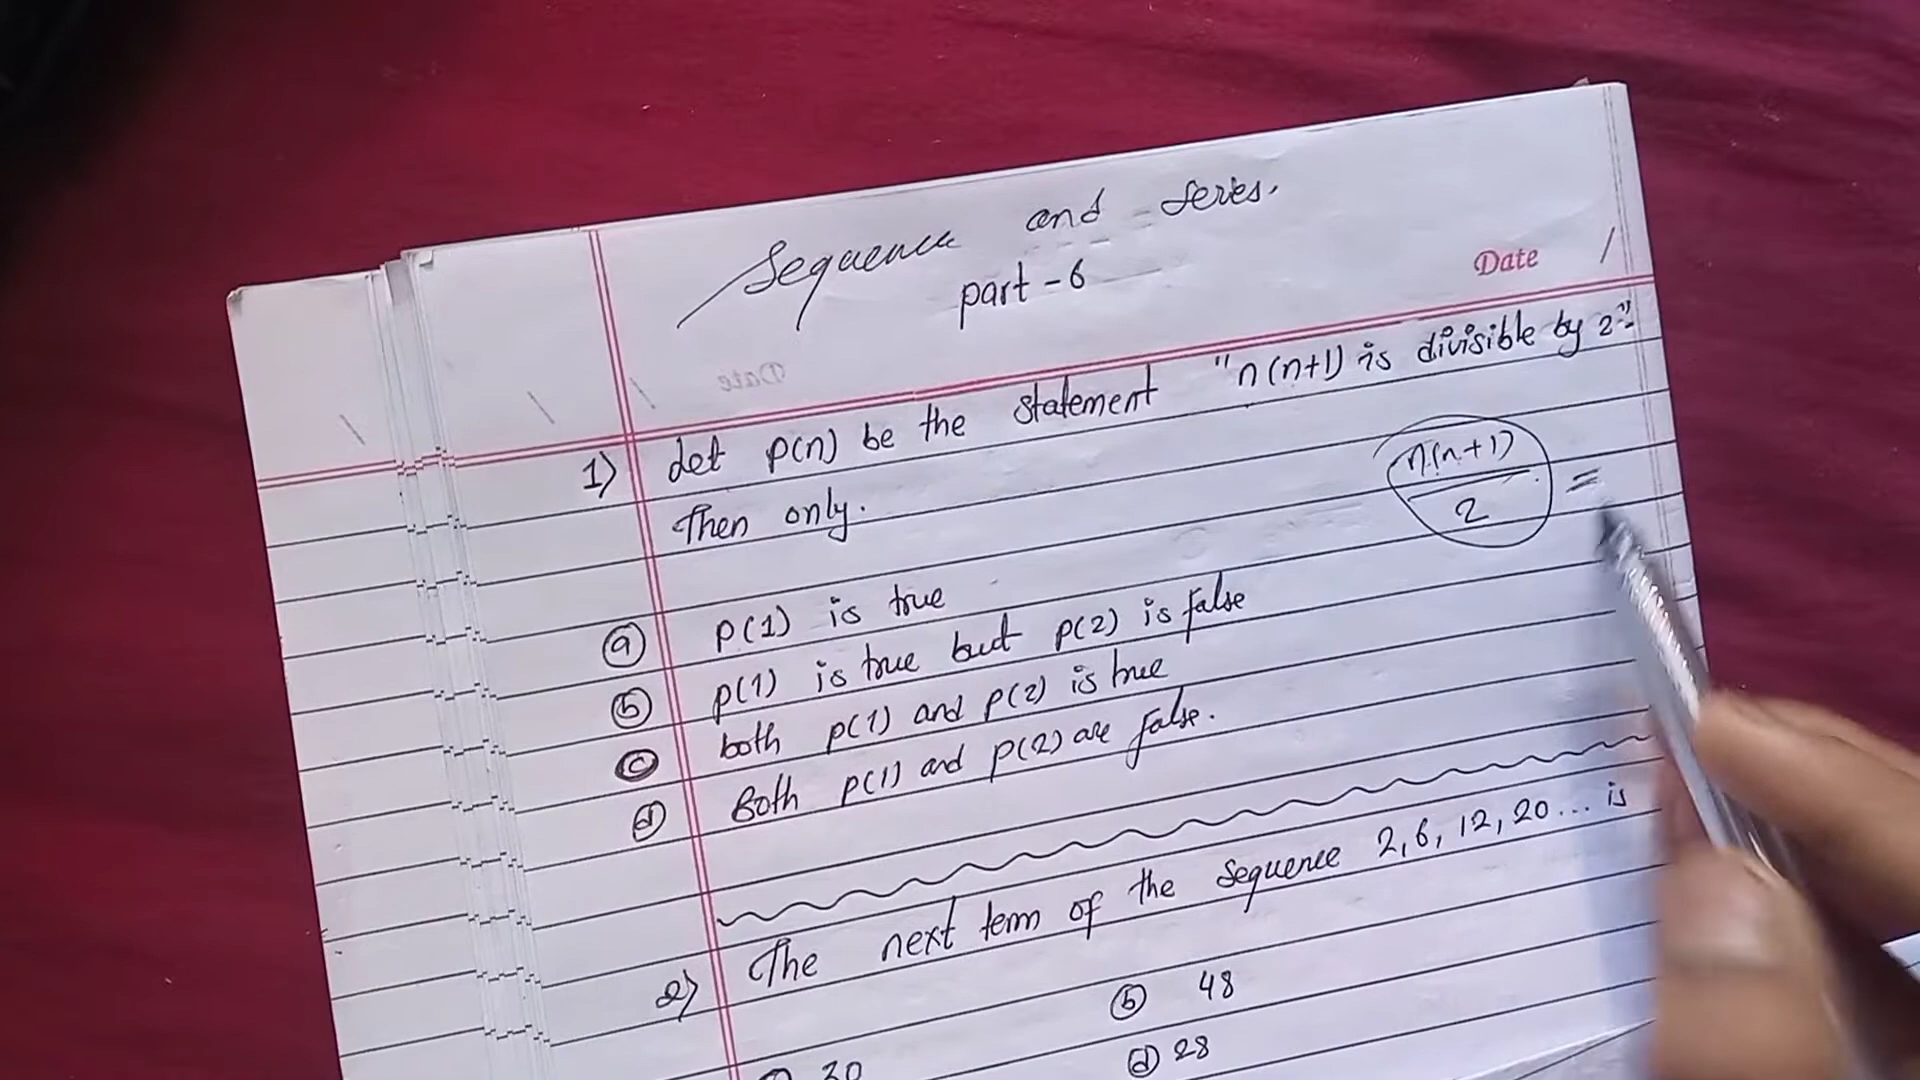 Sequence and Series.
part - 6
Date /
Date
1) Let p(n) be the statement "n(n+1) is divisible by 2".
Then only.
n(n+1)
2
=
(a) p(1) is true
(b) p(1) is true but p(2) is false
(c) both p(1) and p(2) is true
(d) Both p(1) and p(2) are false.
2) The next term of the sequence 2, 6, 12, 20 ... is
(b) 48
30
(d) 28